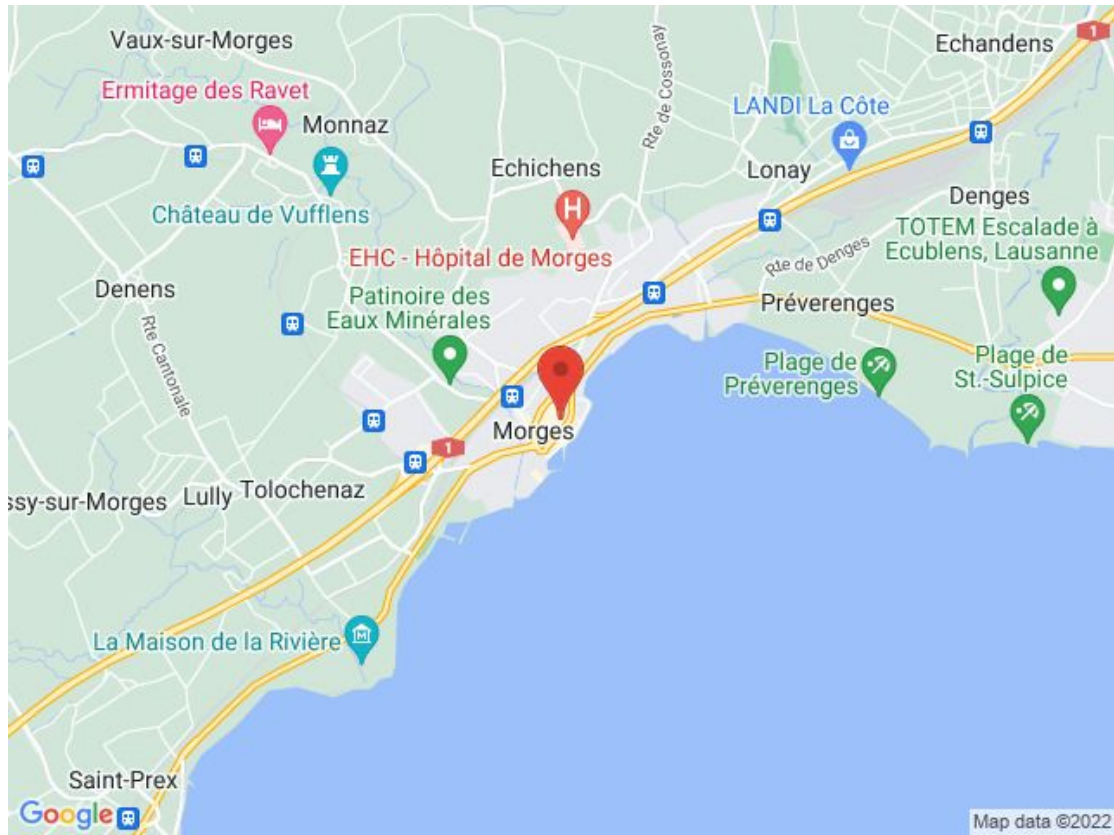 Vaux-sur-Morges
Echandens
1
Ermitage des Ravet
Monnaz
Rte de Cossonay
LANDI La Côte
Echichens
Lonay
H
Château de Vufflens
Denges
EHC - Hôpital de Morges
TOTEM Escalade à
Ecublens, Lausanne
Rte de Denges
Denens
Patinoire des
Eaux Minérales
Préverenges
Rte Cantonale
Plage de
Préverenges
Plage de
St.-Sulpice
Morges
1
ssy-sur-Morges
Lully
Tolochenaz
La Maison de la Rivière
M
Saint-Prex
Google
Map data ©2022